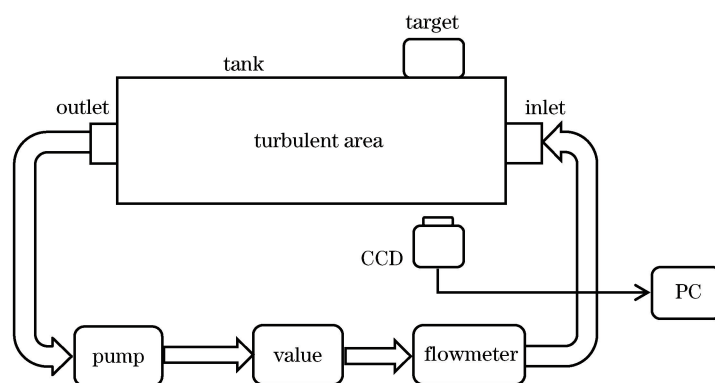 target
tank
outlet
inlet
turbulent area
CCD
PC
pump
value
flowmeter